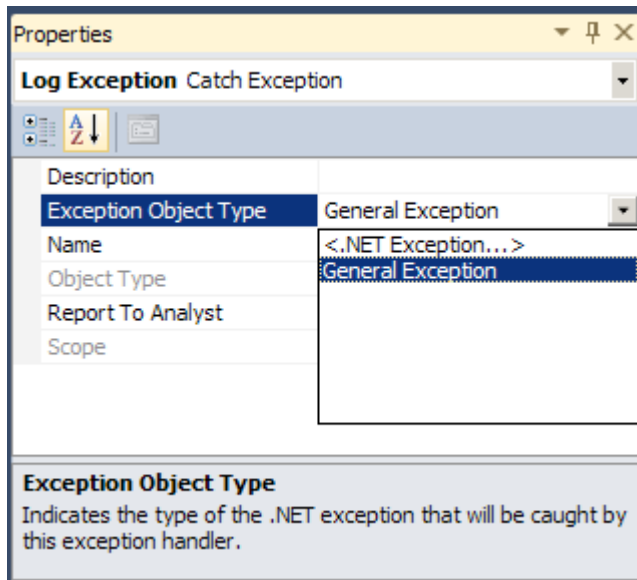 Properties
Log Exception Catch Exception
A
Z
Description
Exception Object Type General Exception
Name <.NET Exception...>
General Exception
Object Type
Report To Analyst
Scope
Exception Object Type
Indicates the type of the .NET exception that will be caught by
this exception handler.